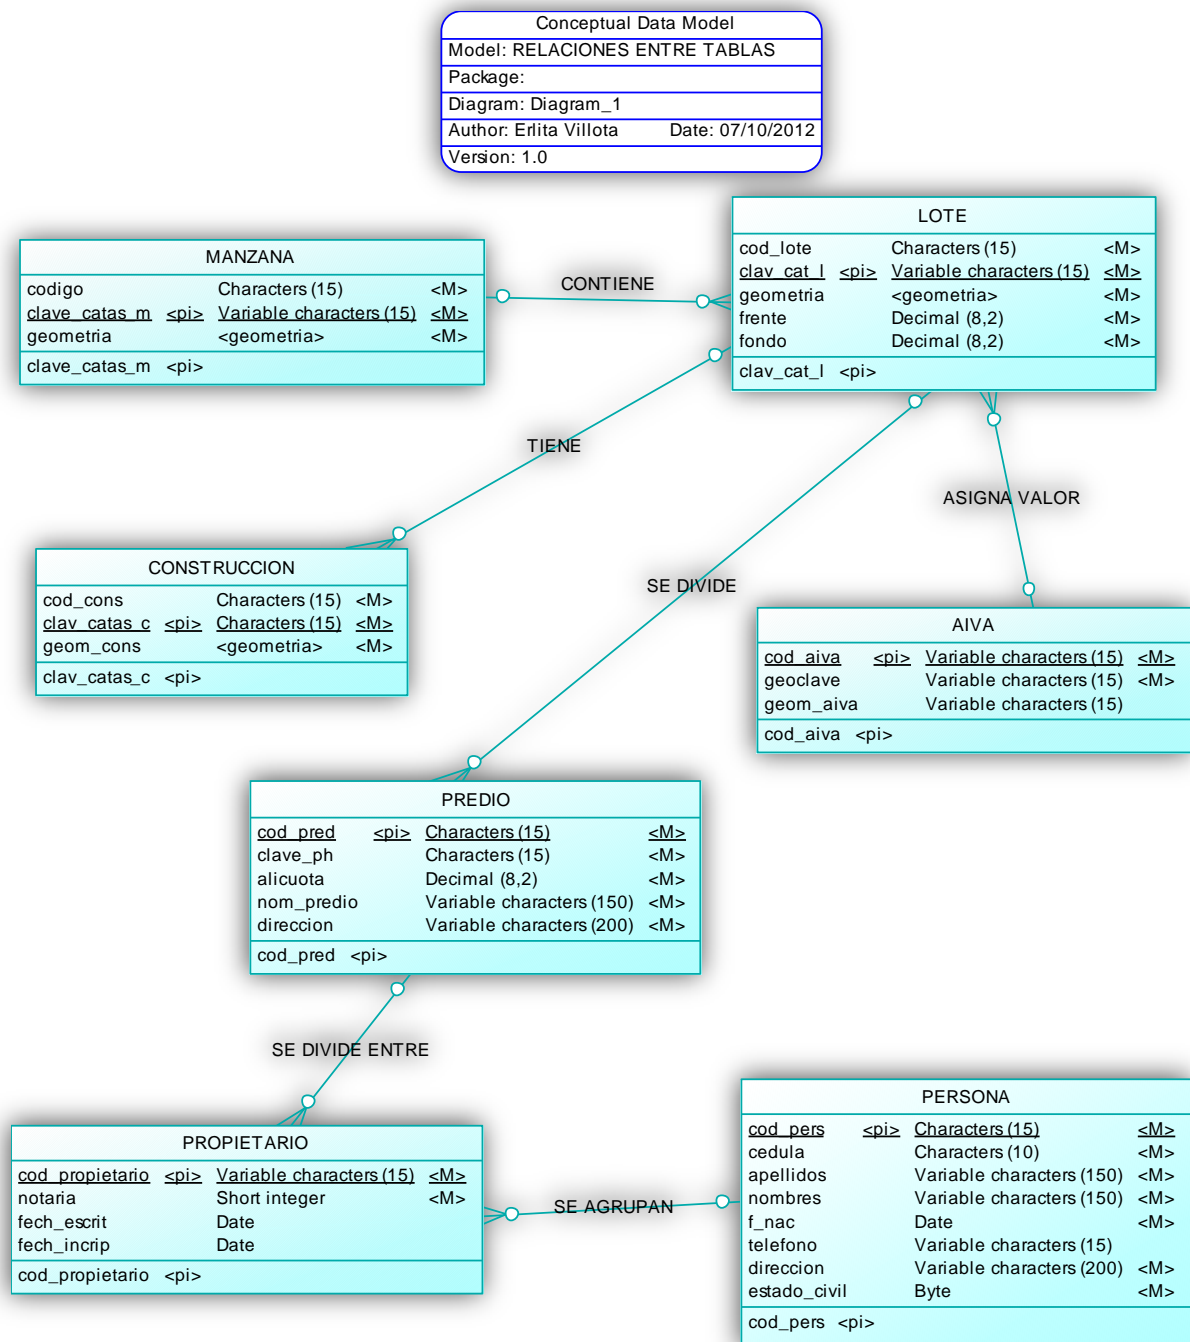 Conceptual Data Model
Model: RELACIONES ENTRE TABLAS
Package:
Diagram: Diagram_1
Author: Erlita Villota Date: 07/10/2012
Version: 1.0
LOTE
cod_lote Characters (15) <M>
clav_cat_l <pi> Variable characters (15) <M>
geometria <geometria> <M>
frente Decimal (8,2) <M>
fondo Decimal (8,2) <M>
clav_cat_l <pi>
MANZANA
codigo Characters (15) <M>
clave_catas_m <pi> Variable characters (15) <M>
geometria <geometria> <M>
clave_catas_m <pi>
CONTIENE
TIENE
ASIGNA VALOR
SE DIVIDE
CONSTRUCCION
cod_cons Characters (15) <M>
clav_catas_c <pi> Characters (15) <M>
geom_cons <geometria> <M>
clav_catas_c <pi>
AIVA
cod_aiva <pi> Variable characters (15) <M>
geoclave Variable characters (15) <M>
geom_aiva Variable characters (15)
cod_aiva <pi>
PREDIO
cod_pred <pi> Characters (15) <M>
clave_ph Characters (15) <M>
alicuota Decimal (8,2) <M>
nom_predio Variable characters (150) <M>
direccion Variable characters (200) <M>
cod_pred <pi>
SE DIVIDE ENTRE
PROPIETARIO
cod_propietario <pi> Variable characters (15) <M>
notaria Short integer <M>
fech_escrit Date
fech_incrip Date
cod_propietario <pi>
SE AGRUPAN
PERSONA
cod_pers <pi> Characters (15) <M>
cedula Characters (10) <M>
apellidos Variable characters (150) <M>
nombres Variable characters (150) <M>
f_nac Date <M>
telefono Variable characters (15)
direccion Variable characters (200) <M>
estado_civil Byte <M>
cod_pers <pi>